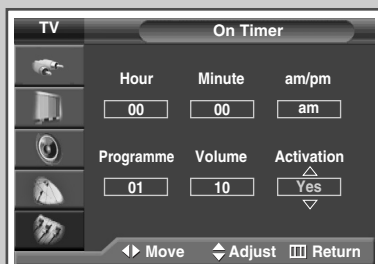 TV On Timer
Hour Minute am/pm
00 00 am
Programme Volume Activation
01 10 Yes
Move Adjust Return